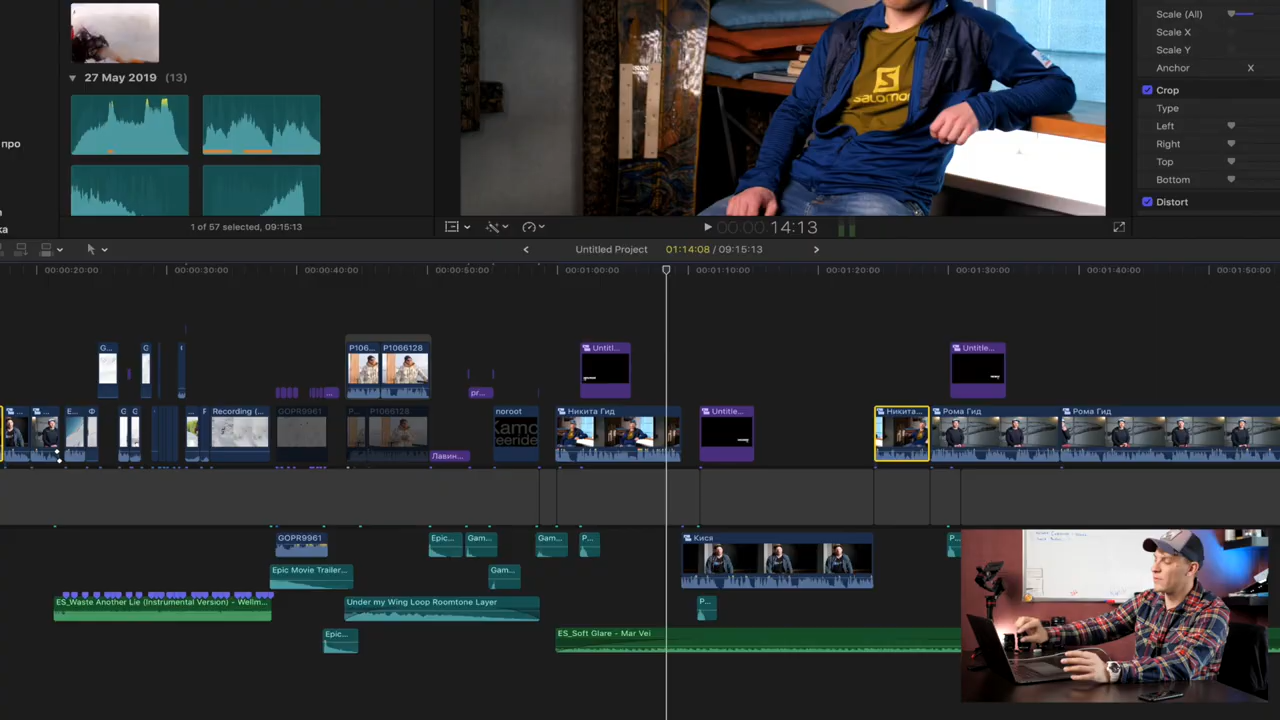 Scale (All)
Scale X
Scale Y
Anchor X
27 May 2019 (13)
Crop
Type
про
Left
Right
Top
Bottom
Distort
SALOMON
1 of 57 selected, 09:15:13
00:00:14:13
Untitled Project 01:14:08 / 09:15:13
00:00:20:00 00:00:30:00 00:00:40:00 00:00:50:00 00:01:00:00 00:01:10:00 00:01:20:00 00:01:30:00 00:01:40:00 00:01:50:00
G... G P106... P1066128 Untitl... Untitle...
pr...
... ... E... Ф G G F Recording (... GOPR9961 P... P1066128 noroot Никита Гид Untitle... Никита... Рома Гид Рома Гид
Лавин...
GOPR9961 Epic... Gam... Gam... P... Кися P...
Epic Movie Trailer... Gam...
ES_Waste Another Lie (Instrumental Version) - Wellm... Under my Wing Loop Roomtone Layer P...
Epic... ES_Soft Glare - Mar Vei